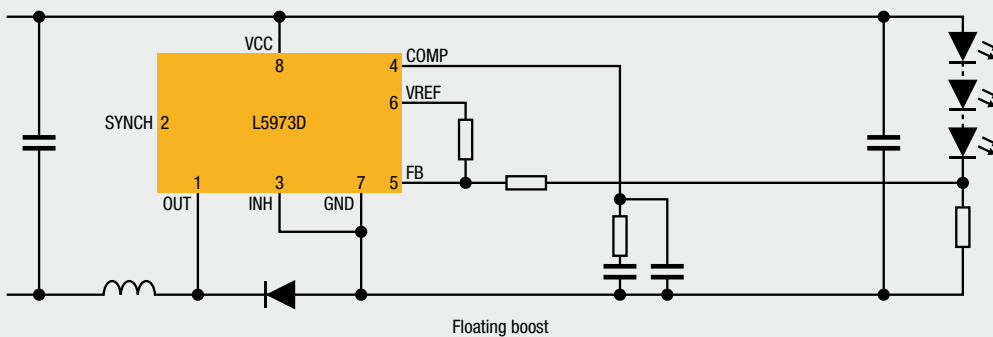 VCC
8
4 COMP
6 VREF
SYNCH 2 L5973D
1 3 7 5 FB
OUT INH GND
Floating boost